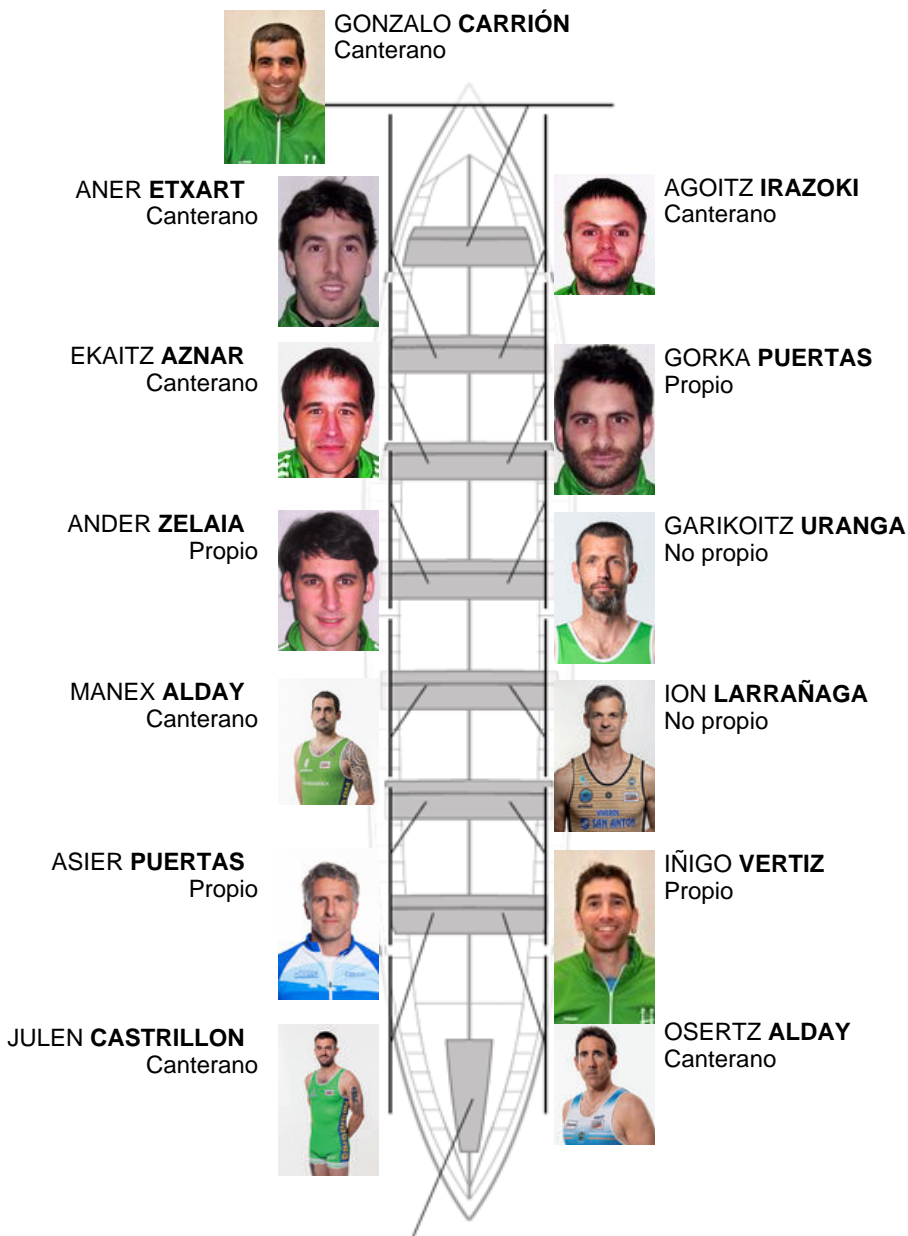 GONZALO CARRIÓN
Canterano
ANER ETXART
Canterano
AGOITZ IRAZOKI
Canterano
EKAITZ AZNAR
Canterano
GORKA PUERTAS
Propio
ANDER ZELAIA
Propio
GARIKOITZ URANGA
No propio
MANEX ALDAY
Canterano
ION LARRAÑAGA
No propio
SAN ANTON
ASIER PUERTAS
Propio
IÑIGO VERTIZ
Propio
JULEN CASTRILLON
Canterano
OSERTZ ALDAY
Canterano